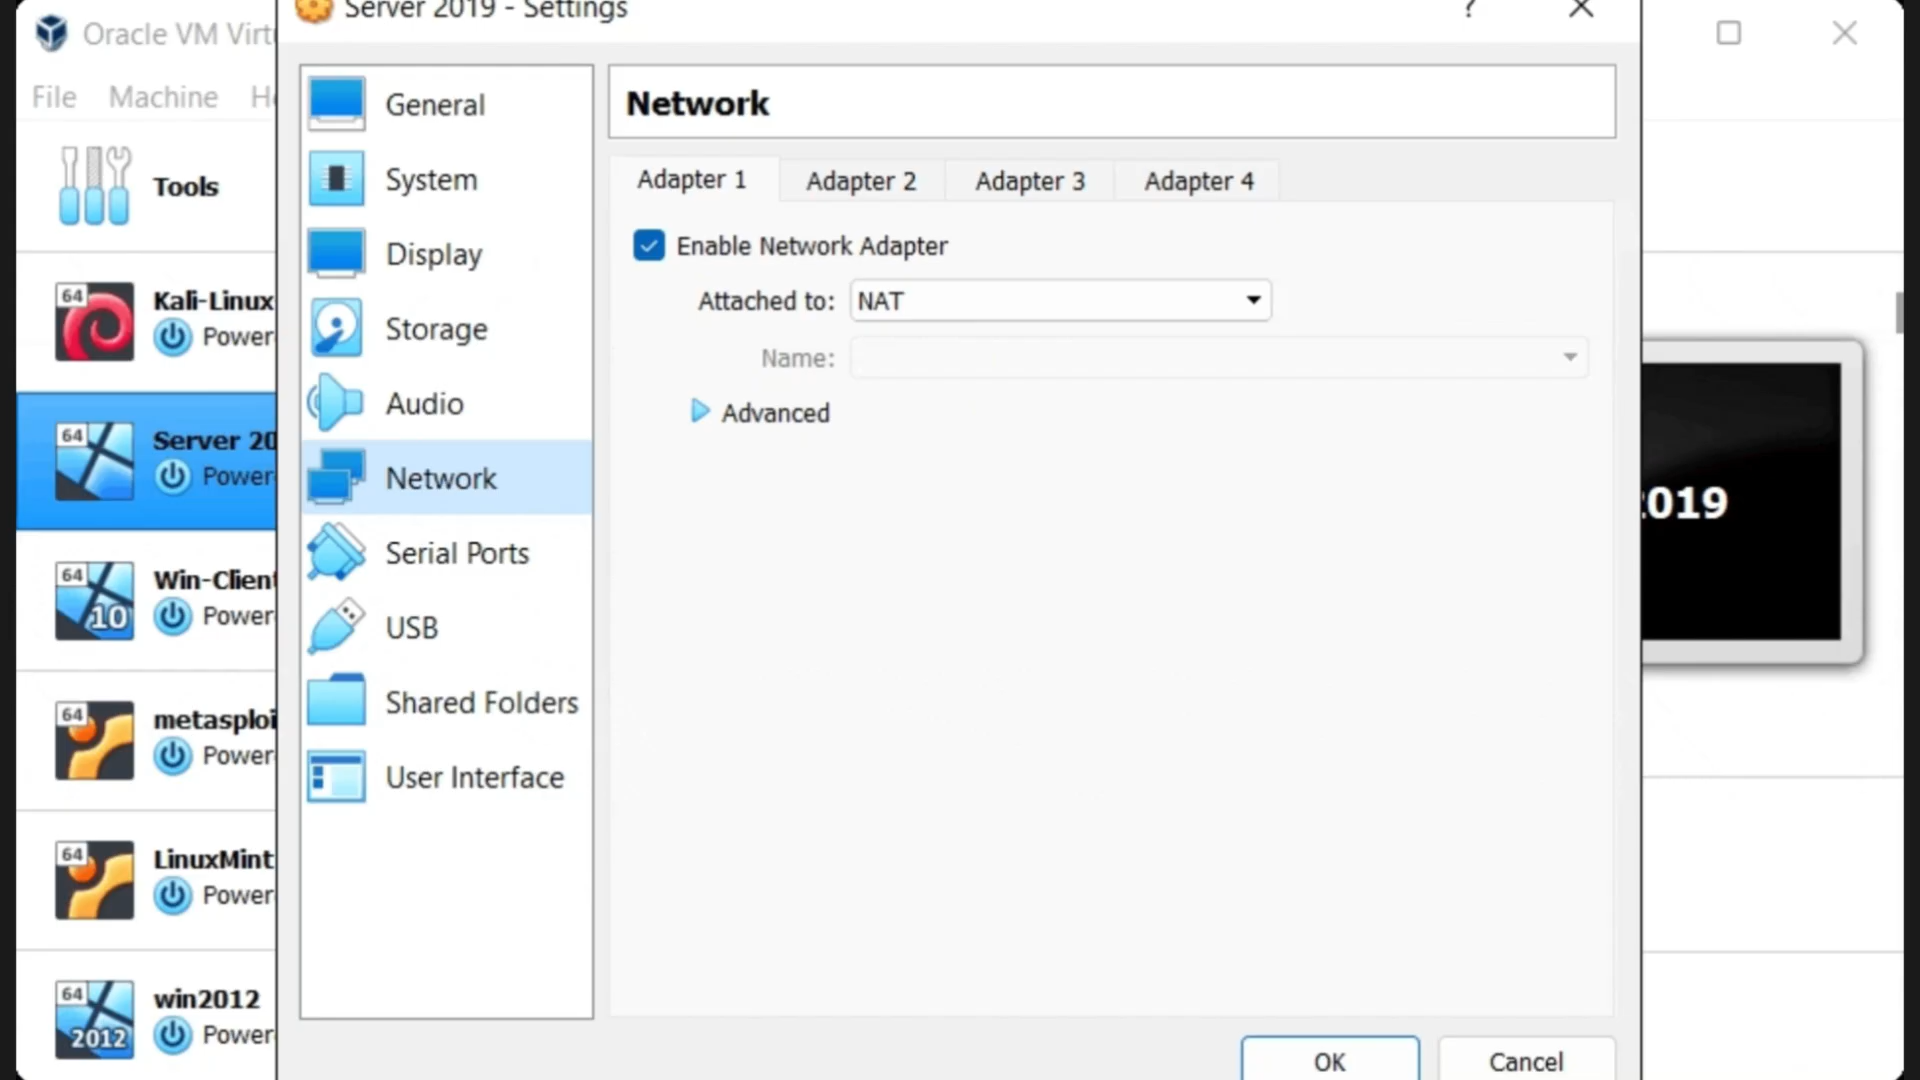 Oracle VM Virtu
File Machine He
Tools
64
Kali-Linux
Power
64
Server 20
Power
64
10
Win-Client
Power
64
metasploi
Power
64
LinuxMint
Power
64
2012
win2012
Power
Server 2019 - Settings
?
General
System
Display
Storage
Audio
Network
Serial Ports
USB
Shared Folders
User Interface
Network
Adapter 1 Adapter 2 Adapter 3 Adapter 4
Enable Network Adapter
Attached to: NAT
Name:
Advanced
OK Cancel
2019